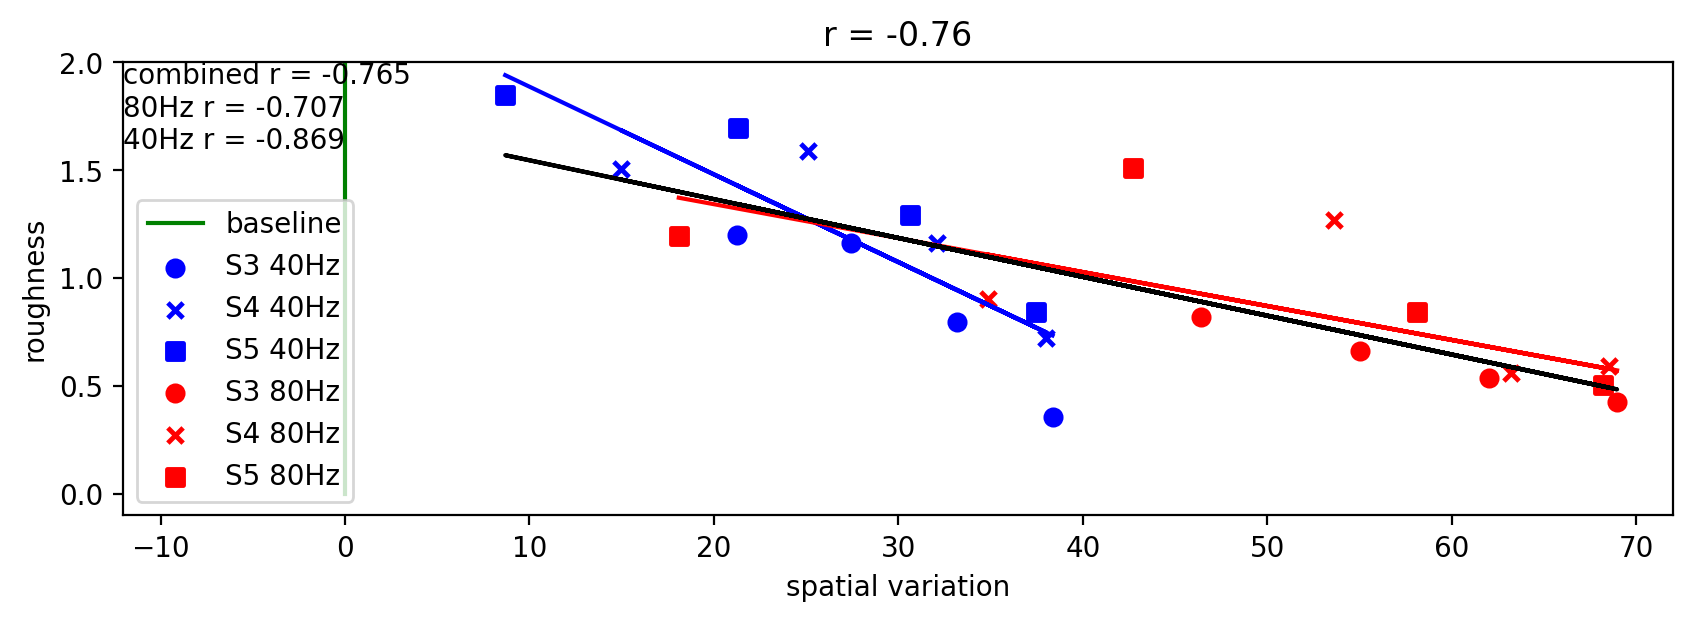 r = -0.76
combined r = -0.765
80Hz r = -0.707
40Hz r = -0.869
baseline
S3 40Hz
S4 40Hz
S5 40Hz
S3 80Hz
S4 80Hz
S5 80Hz
roughness
2.0
1.5
1.0
0.5
0.0
−10 0 10 20 30 40 50 60 70
spatial variation